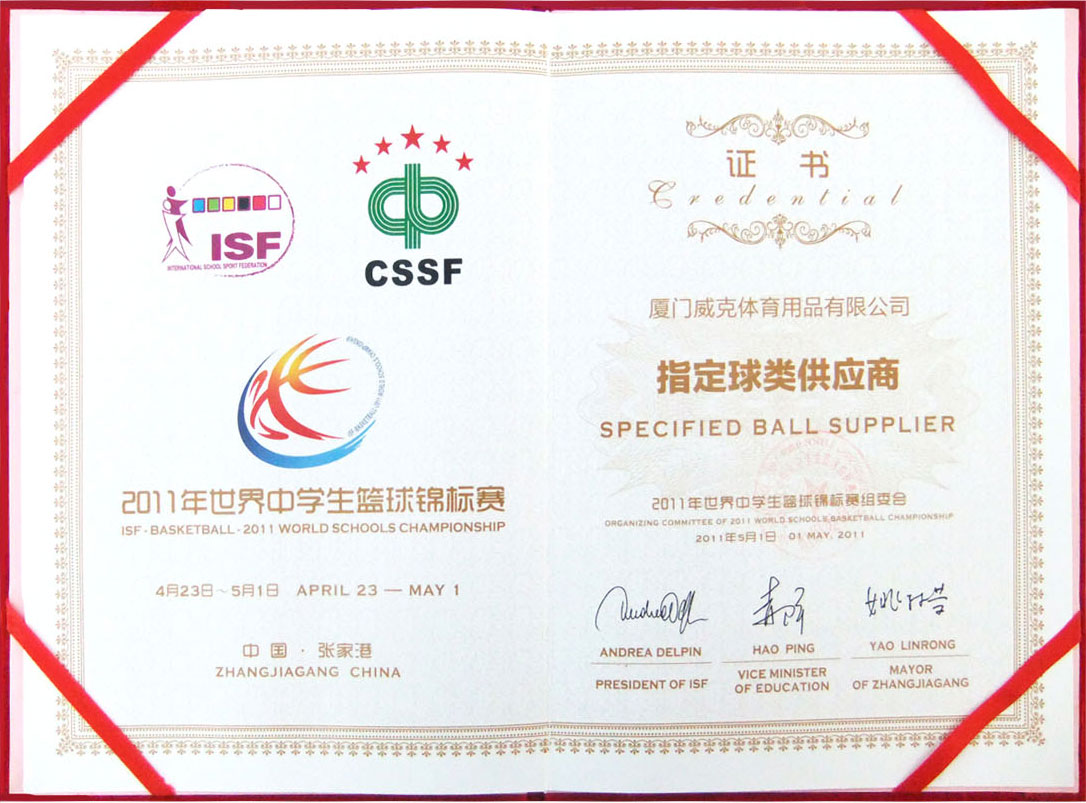 ISF
INTERNATIONAL SCHOOL SPORT FEDERATION
CSSF
2011年世界中学生篮球锦标赛
ISF - BASKETBALL - 2011 WORLD SCHOOLS CHAMPIONSHIP
4月23日~5月1日 APRIL 23 — MAY 1
中国 · 张家港
ZHANGJIAGANG CHINA
证书
Credential
厦门威克体育用品有限公司
指定球类供应商
SPECIFIED BALL SUPPLIER
2011年世界中学生篮球锦标赛组委会
ORGANIZING COMMITTEE OF 2011 WORLD SCHOOLS BASKETBALL CHAMPIONSHIP
2011年5月1日 01 MAY, 2011
ANDREA DELPIN
PRESIDENT OF ISF
HAO PING
VICE MINISTER
OF EDUCATION
YAO LINRONG
MAYOR
OF ZHANGJIAGANG